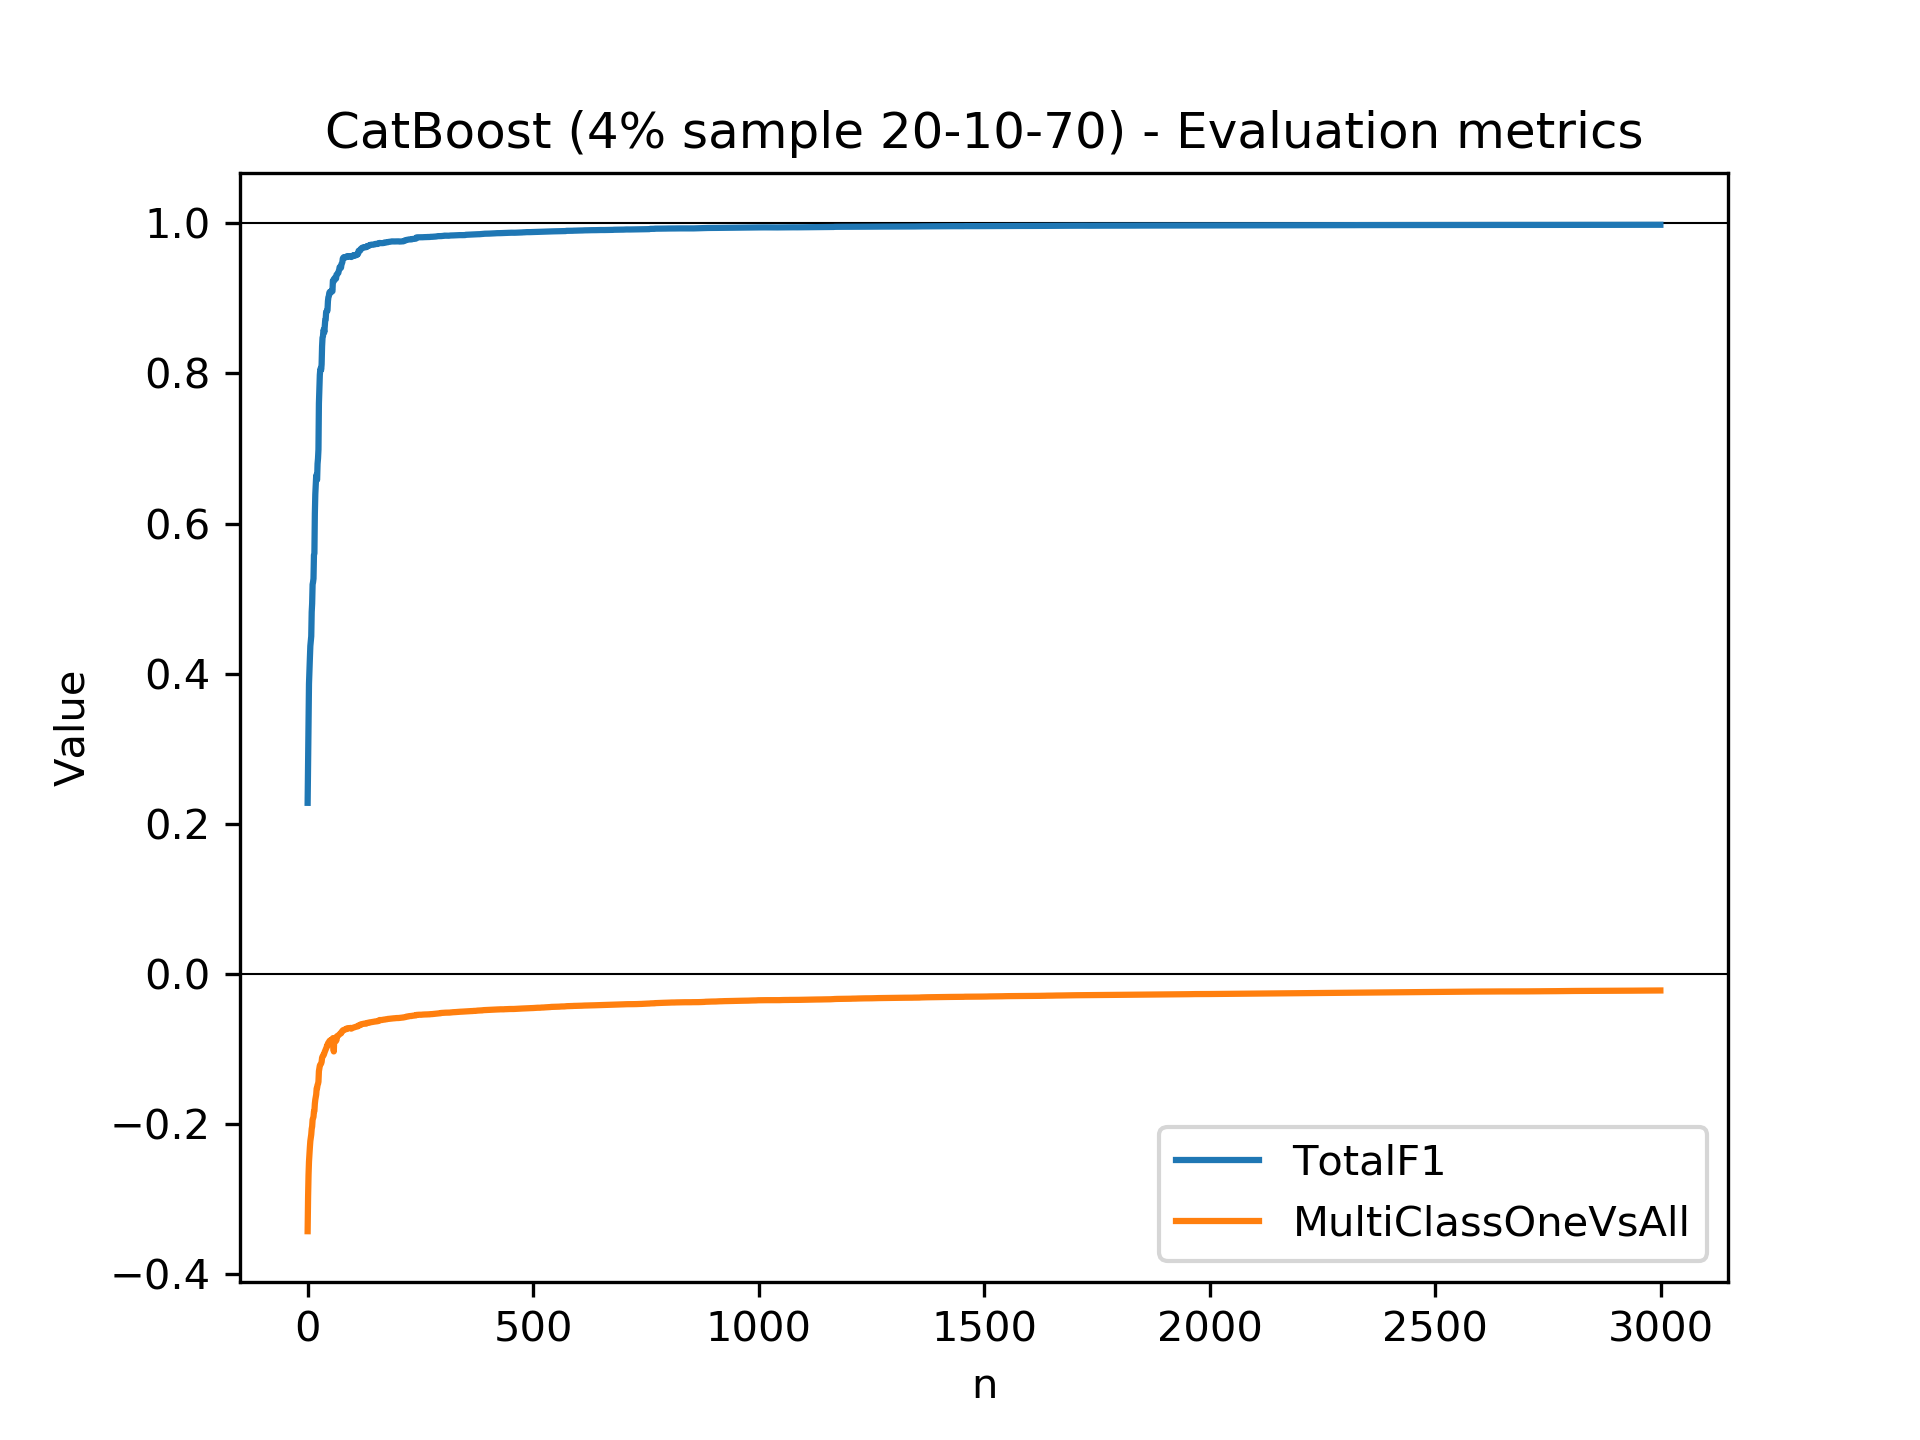 CatBoost (4% sample 20-10-70) - Evaluation metrics
1.0
0.8
0.6
0.4
0.2
0.0
−0.2
−0.4
Value
TotalF1
MultiClassOneVsAll
0 500 1000 1500 2000 2500 3000
n